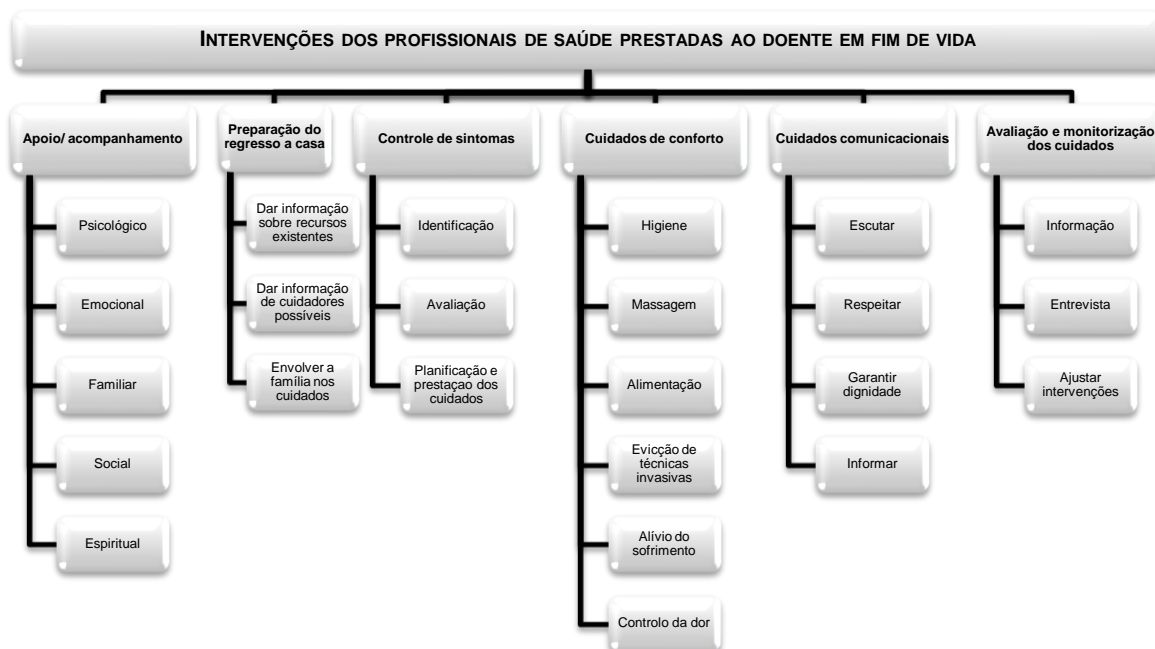 INTERVENÇÕES DOS PROFISSIONAIS DE SAÚDE PRESTADAS AO DOENTE EM FIM DE VIDA
Apoio/ acompanhamento
Psicológico
Emocional
Familiar
Social
Espiritual
Preparação do
regresso a casa
Dar informação
sobre recursos
existentes
Dar informação
de cuidadores
possíveis
Envolver a
família nos
cuidados
Controle de sintomas
Identificação
Avaliação
Planificação e
prestaçao dos
cuidados
Cuidados de conforto
Higiene
Massagem
Alimentação
Evicção de
técnicas
invasivas
Alívio do
sofrimento
Controlo da dor
Cuidados comunicacionais
Escutar
Respeitar
Garantir
dignidade
Informar
Avaliação e monitorização
dos cuidados
Informação
Entrevista
Ajustar
intervenções